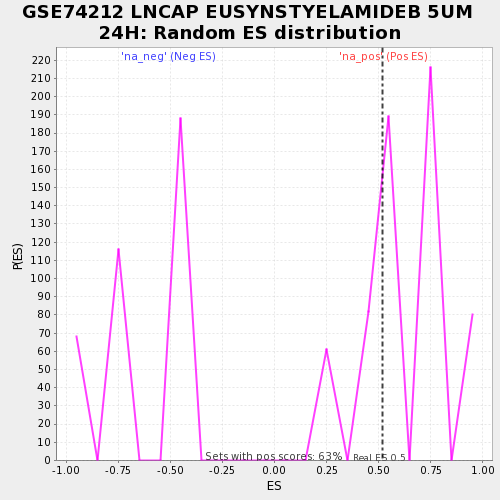 GSE74212 LNCAP EUSYNSTYELAMIDEB 5UM
24H: Random ES distribution
'na_neg' (Neg ES)
'na_pos' (Pos ES)
220
210
200
190
180
170
160
150
140
130
120
110
100
90
80
70
60
50
40
30
20
10
0
P(ES)
Sets with pos scores: 63%
Real ES 0.5
-1.00 -0.75 -0.50 -0.25 0.00 0.25 0.50 0.75 1.00
ES